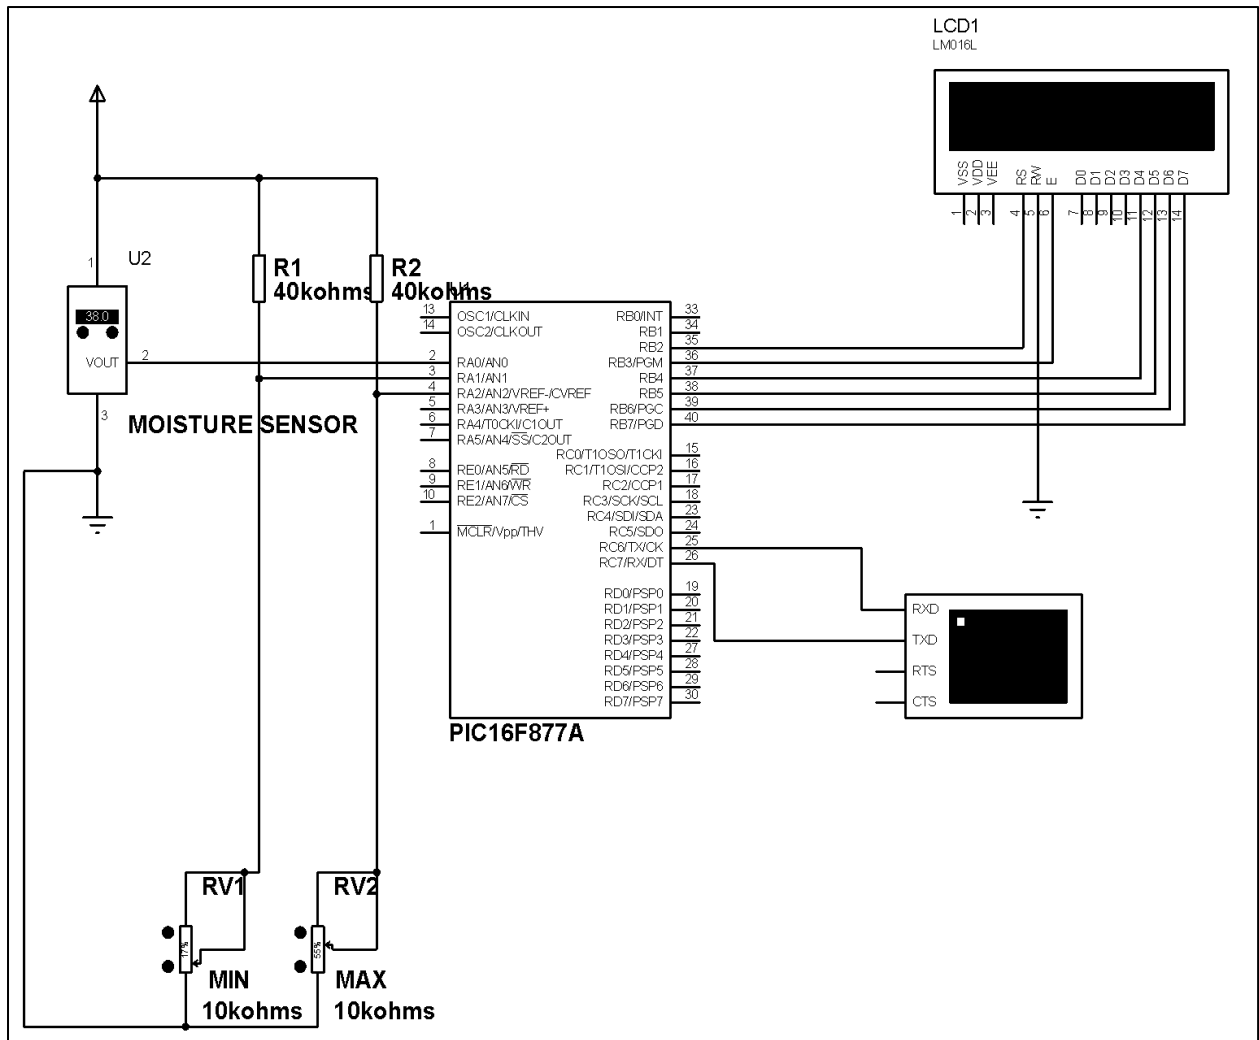 LCD1
LM016L
VSS
VDD
VEE
RS
RW
E
D0
D1
D2
D3
D4
D5
D6
D7
1
2
3
4
5
6
7
8
9
10
11
12
13
14
1
U2
38.0
VOUT
2
3
MOISTURE SENSOR
R1
40kohms
R2
40kohms
U1
13 OSC1/CLKIN
14 OSC2/CLKOUT
2 RA0/AN0
3 RA1/AN1
4 RA2/AN2/VREF-/CVREF
5 RA3/AN3/VREF+
6 RA4/T0CKI/C1OUT
7 RA5/AN4/SS/C2OUT
8 RE0/AN5/RD
9 RE1/AN6/WR
10 RE2/AN7/CS
1 MCLR/Vpp/THV
RB0/INT 33
RB1 34
RB2 35
RB3/PGM 36
RB4 37
RB5 38
RB6/PGC 39
RB7/PGD 40
RC0/T1OSO/T1CKI 15
RC1/T1OSI/CCP2 16
RC2/CCP1 17
RC3/SCK/SCL 18
RC4/SDI/SDA 23
RC5/SDO 24
RC6/TX/CK 25
RC7/RX/DT 26
RD0/PSP0 19
RD1/PSP1 20
RD2/PSP2 21
RD3/PSP3 22
RD4/PSP4 27
RD5/PSP5 28
RD6/PSP6 29
RD7/PSP7 30
PIC16F877A
RXD
TXD
RTS
CTS
RV1
17%
MIN
10kohms
RV2
55%
MAX
10kohms